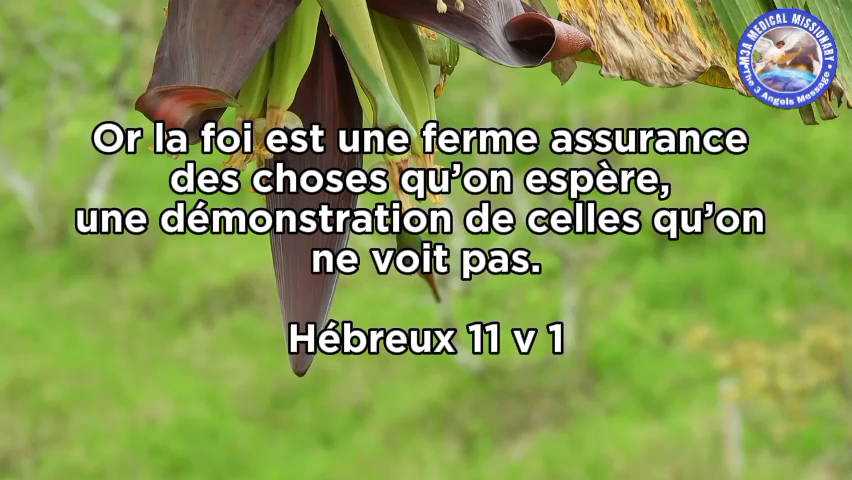 M3A MEDICAL MISSIONARY
The 3 Angels Message
Or la foi est une ferme assurance
des choses qu'on espère,
une démonstration de celles qu'on
ne voit pas.
Hébreux 11 v 1